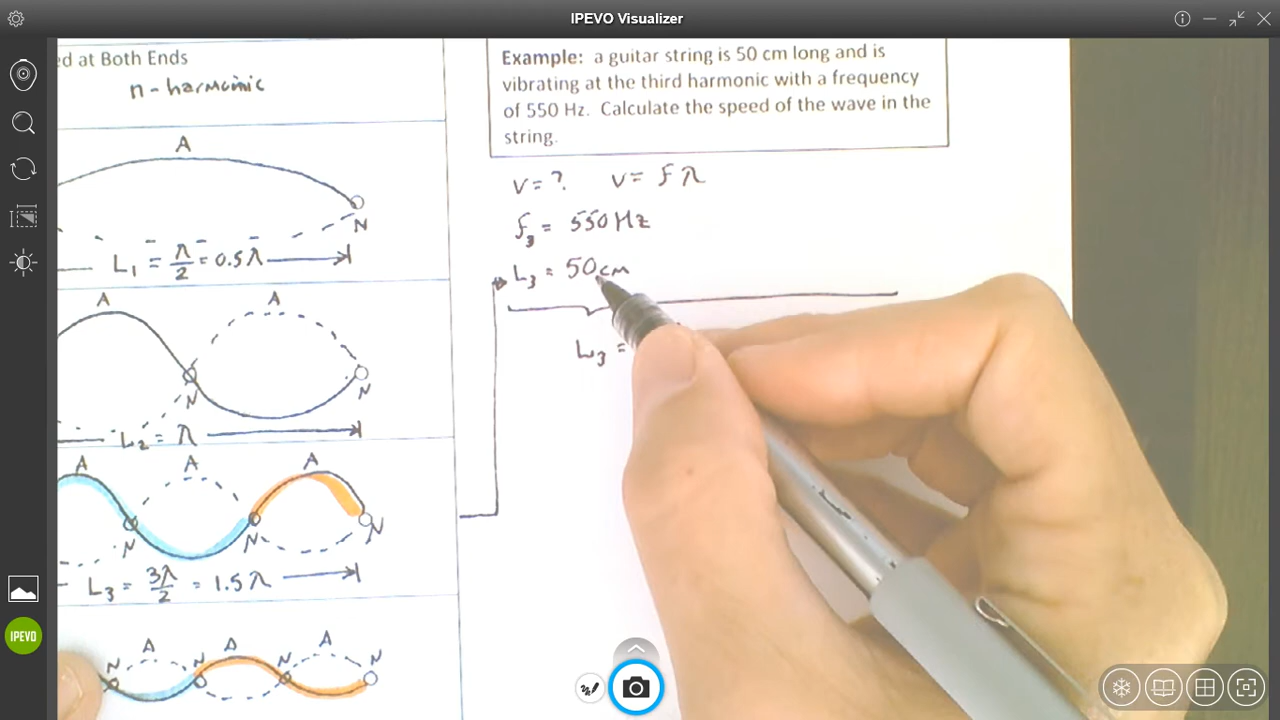 IPEVO Visualizer
ed at Both Ends
n - harmonic
A
N
L₁ = λ/2 = 0.5λ
A
A
N
N
L₂ = λ
A
A
A
N
N
N
L₃ = 3λ/2 = 1.5λ
A
A
A
N
N
N
N
Example: a guitar string is 50 cm long and is
vibrating at the third harmonic with a frequency
of 550 Hz. Calculate the speed of the wave in the
string.
v = ? v = fλ
f₃ = 550 Hz
L₃ = 50cm
L₃ =
IPEVO